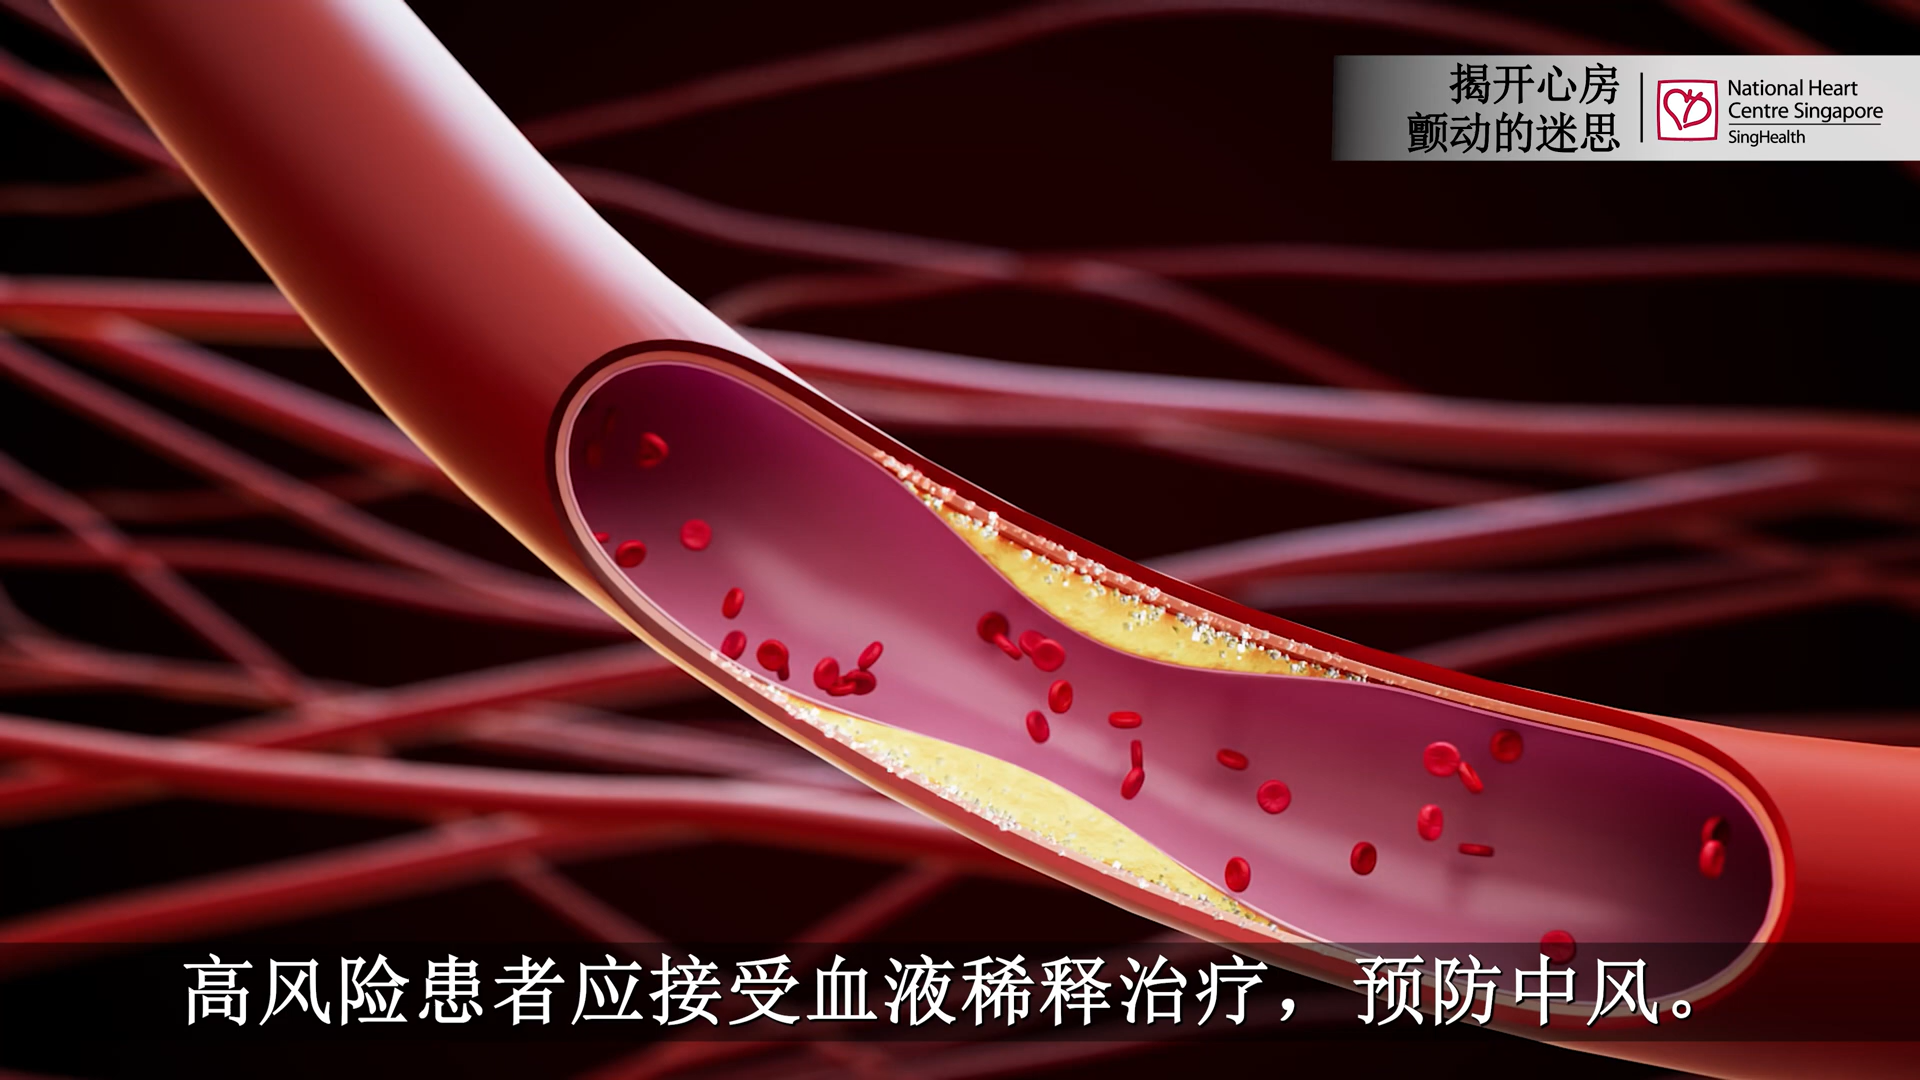 揭开心房
颤动的迷思
National Heart
Centre Singapore
SingHealth
高风险患者应接受血液稀释治疗，预防中风。